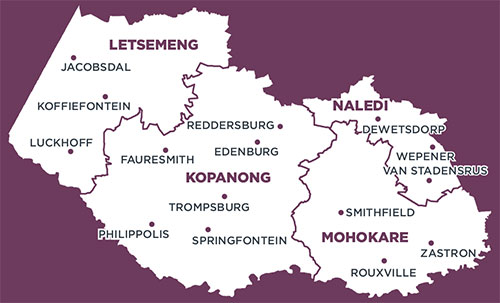 LETSEMENG
JACOBSDAL
KOFFIEFONTEIN
LUCKHOFF
NALEDI
DEWETSDORP
WEPENER
VAN STADENSRUS
REDDERSBURG
EDENBURG
FAURESMITH
KOPANONG
TROMPSBURG
PHILIPPOLIS
SPRINGFONTEIN
SMITHFIELD
MOHOKARE
ZASTRON
ROUXVILLE